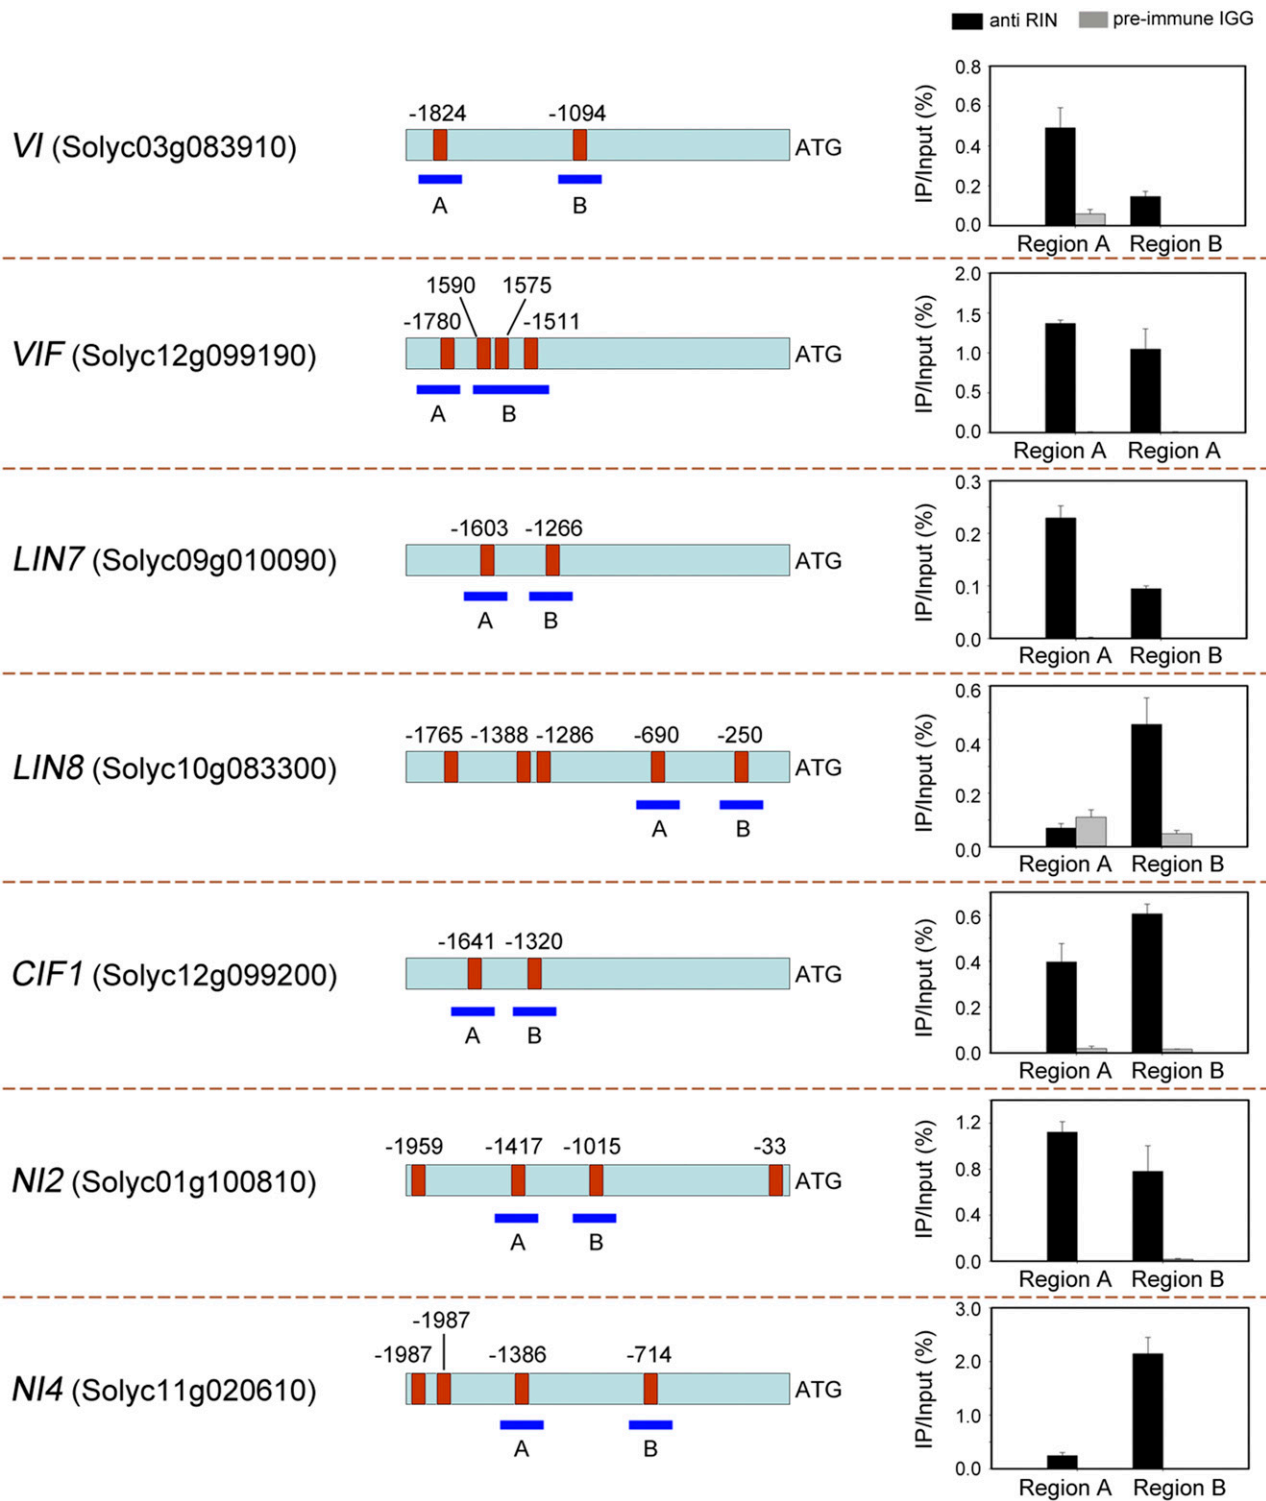 anti RIN pre-immune IGG
VI (Solyc03g083910)
-1824 -1094
ATG
A B
IP/Input (%)
0.8
0.6
0.4
0.2
0.0
Region A Region B
VIF (Solyc12g099190)
1590 1575
-1780 -1511
ATG
A B
IP/Input (%)
2.0
1.5
1.0
0.5
0.0
Region A Region A
LIN7 (Solyc09g010090)
-1603 -1266
ATG
A B
IP/Input (%)
0.3
0.2
0.1
0.0
Region A Region B
LIN8 (Solyc10g083300)
-1765 -1388 -1286 -690 -250
ATG
A B
IP/Input (%)
0.6
0.4
0.2
0.0
Region A Region B
CIF1 (Solyc12g099200)
-1641 -1320
ATG
A B
IP/Input (%)
0.6
0.4
0.2
0.0
Region A Region B
NI2 (Solyc01g100810)
-1959 -1417 -1015 -33
ATG
A B
IP/Input (%)
1.2
0.8
0.4
0.0
Region A Region B
NI4 (Solyc11g020610)
-1987
-1987 -1386 -714
ATG
A B
IP/Input (%)
3.0
2.0
1.0
0.0
Region A Region B